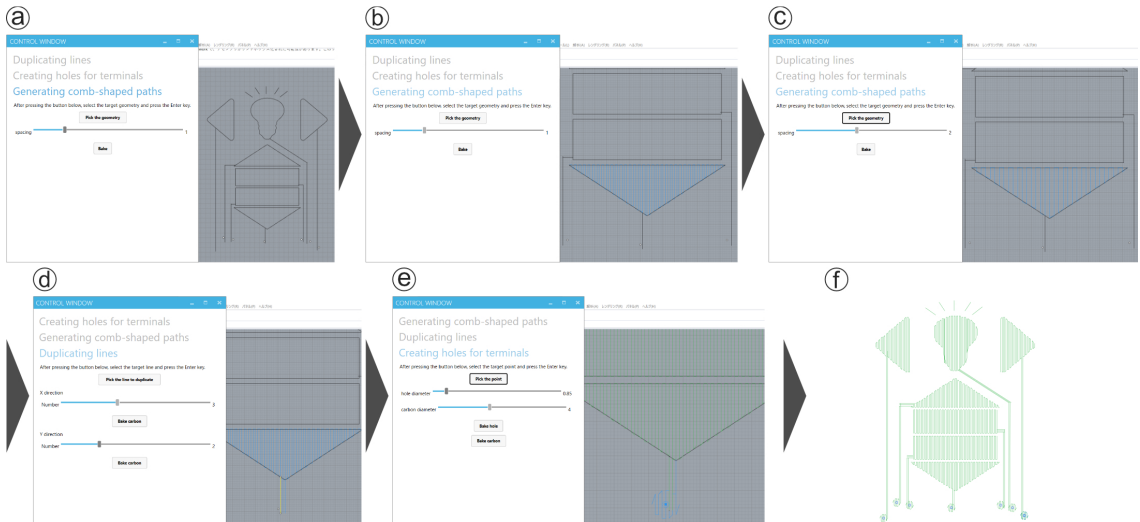 a
CONTROL WINDOW
Duplicating lines
Creating holes for terminals
Generating comb-shaped paths
After pressing the button below, select the target geometry and press the Enter key.
Pick the geometry
spacing 1
Bake
b
CONTROL WINDOW
Duplicating lines
Creating holes for terminals
Generating comb-shaped paths
After pressing the button below, select the target geometry and press the Enter key.
Pick the geometry
spacing 1
Bake
c
CONTROL WINDOW
Duplicating lines
Creating holes for terminals
Generating comb-shaped paths
After pressing the button below, select the target geometry and press the Enter key.
Pick the geometry
spacing 2
Bake
d
CONTROL WINDOW
Creating holes for terminals
Generating comb-shaped paths
Duplicating lines
After pressing the button below, select the target line and press the Enter key.
Pick the line to duplicate
X direction
Number 3
Bake carbon
Y direction
Number 2
Bake carbon
e
CONTROL WINDOW
Generating comb-shaped paths
Duplicating lines
Creating holes for terminals
After pressing the button below, select the target point and press the Enter key.
Pick the point
hole diameter 0.85
carbon diameter 4
Bake hole
Bake carbon
f